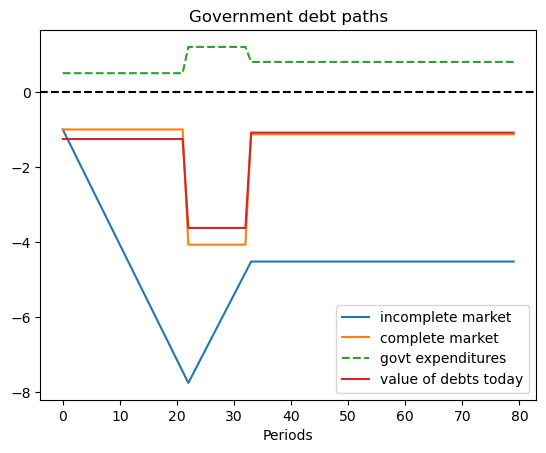 Government debt paths
0
−2
−4
−6
−8
incomplete market
complete market
govt expenditures
value of debts today
0 10 20 30 40 50 60 70 80
Periods